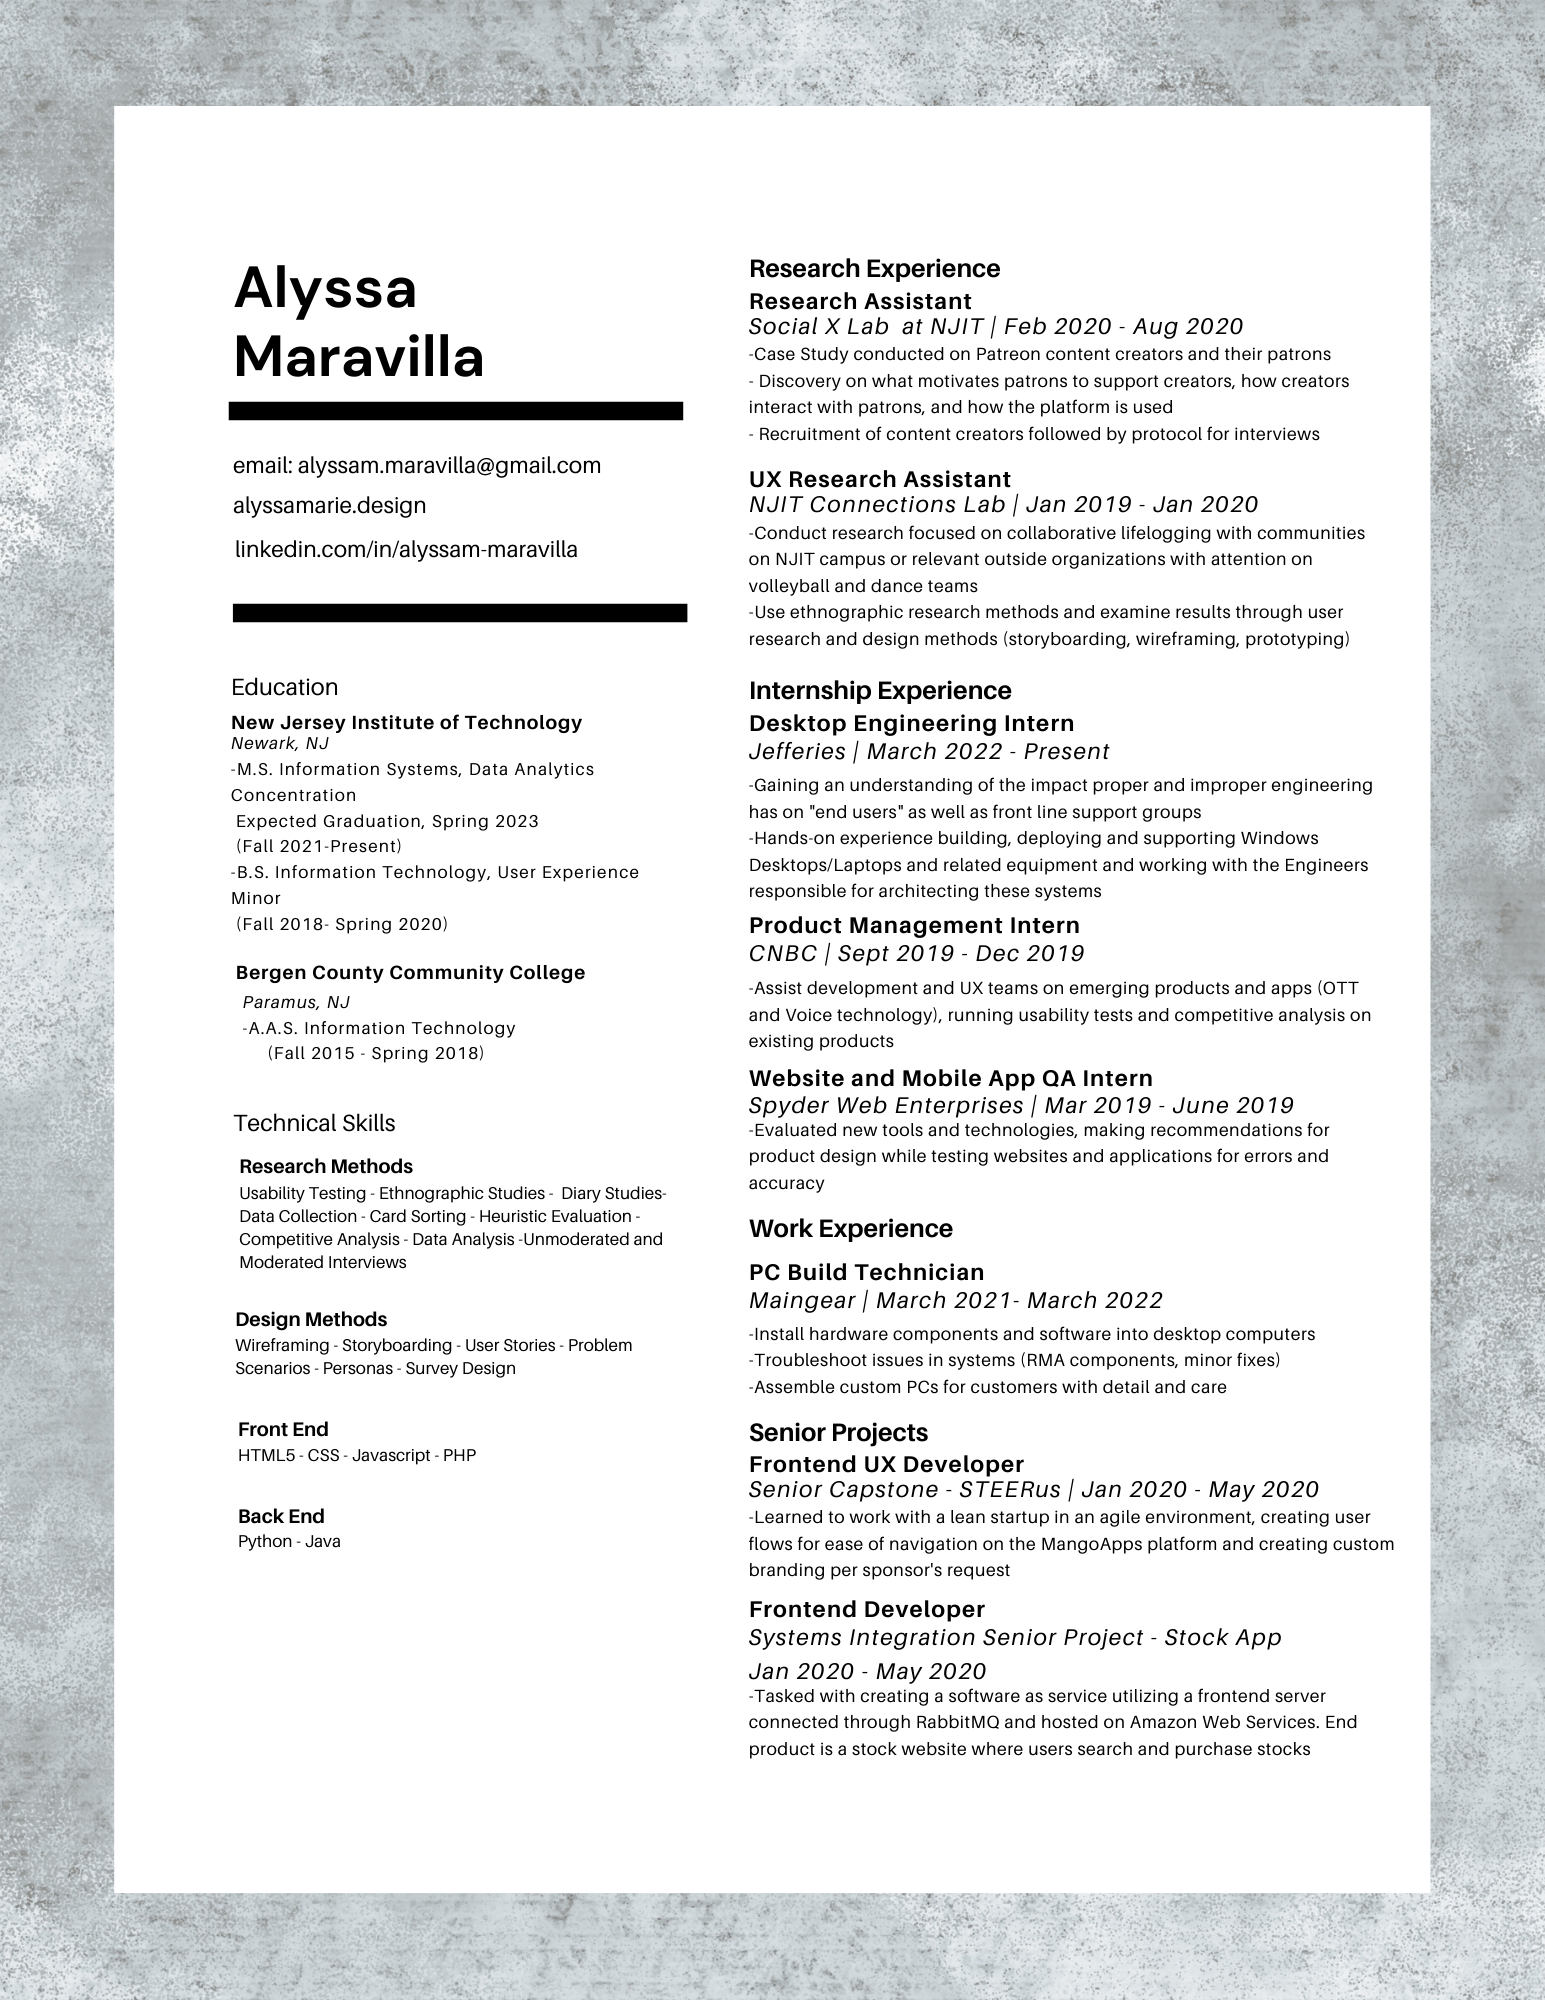 Alyssa
Maravilla
email: alyssam.maravilla@gmail.com
alyssamarie.design
linkedin.com/in/alyssam-maravilla
Education
New Jersey Institute of Technology
Newark, NJ
-M.S. Information Systems, Data Analytics
Concentration
Expected Graduation, Spring 2023
(Fall 2021-Present)
-B.S. Information Technology, User Experience
Minor
(Fall 2018- Spring 2020)
Bergen County Community College
Paramus, NJ
-A.A.S. Information Technology
(Fall 2015 - Spring 2018)
Technical Skills
Research Methods
Usability Testing - Ethnographic Studies -  Diary Studies-
Data Collection - Card Sorting - Heuristic Evaluation -
Competitive Analysis - Data Analysis -Unmoderated and
Moderated Interviews
Design Methods
Wireframing - Storyboarding - User Stories - Problem
Scenarios - Personas - Survey Design
Front End
HTML5 - CSS - Javascript - PHP
Back End
Python - Java
Research Experience
Research Assistant
Social X Lab  at NJIT | Feb 2020 - Aug 2020
-Case Study conducted on Patreon content creators and their patrons
- Discovery on what motivates patrons to support creators, how creators
interact with patrons, and how the platform is used
- Recruitment of content creators followed by protocol for interviews
UX Research Assistant
NJIT Connections Lab | Jan 2019 - Jan 2020
-Conduct research focused on collaborative lifelogging with communities
on NJIT campus or relevant outside organizations with attention on
volleyball and dance teams
-Use ethnographic research methods and examine results through user
research and design methods (storyboarding, wireframing, prototyping)
Internship Experience
Desktop Engineering Intern
Jefferies | March 2022 - Present
-Gaining an understanding of the impact proper and improper engineering
has on "end users" as well as front line support groups
-Hands-on experience building, deploying and supporting Windows
Desktops/Laptops and related equipment and working with the Engineers
responsible for architecting these systems
Product Management Intern
CNBC | Sept 2019 - Dec 2019
-Assist development and UX teams on emerging products and apps (OTT
and Voice technology), running usability tests and competitive analysis on
existing products
Website and Mobile App QA Intern
Spyder Web Enterprises | Mar 2019 - June 2019
-Evaluated new tools and technologies, making recommendations for
product design while testing websites and applications for errors and
accuracy
Work Experience
PC Build Technician
Maingear | March 2021- March 2022
-Install hardware components and software into desktop computers
-Troubleshoot issues in systems (RMA components, minor fixes)
-Assemble custom PCs for customers with detail and care
Senior Projects
Frontend UX Developer
Senior Capstone - STEERus | Jan 2020 - May 2020
-Learned to work with a lean startup in an agile environment, creating user
flows for ease of navigation on the MangoApps platform and creating custom
branding per sponsor's request
Frontend Developer
Systems Integration Senior Project - Stock App
Jan 2020 - May 2020
-Tasked with creating a software as service utilizing a frontend server
connected through RabbitMQ and hosted on Amazon Web Services. End
product is a stock website where users search and purchase stocks